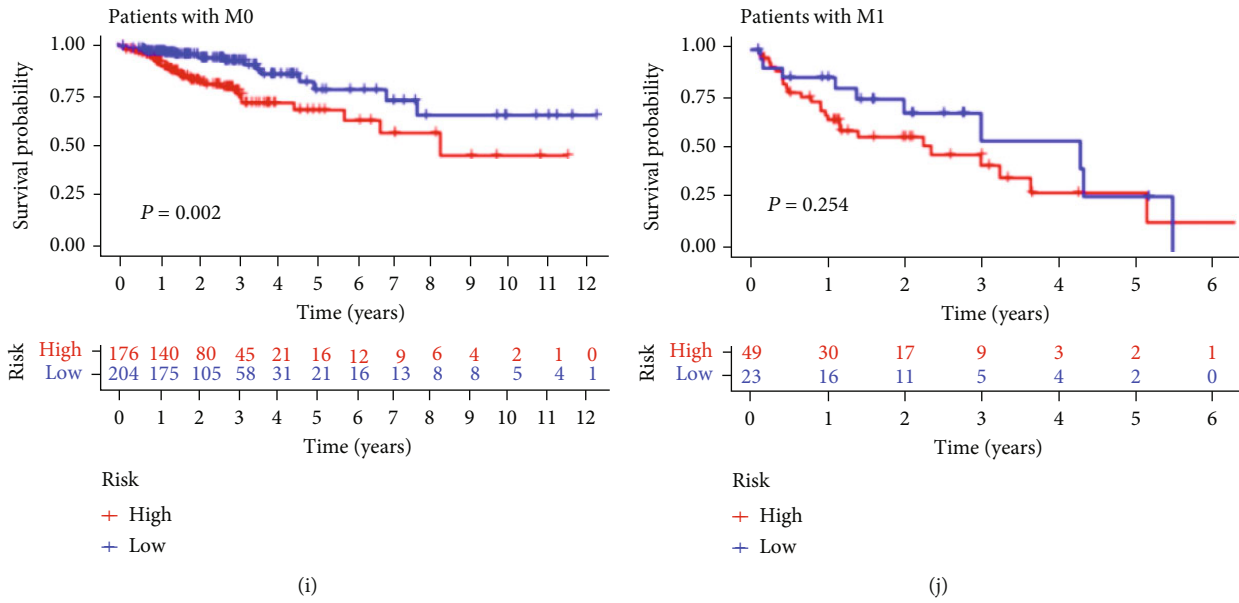 Patients with M0
1.00
0.75
0.50
0.25
0.00
Survival probability
P = 0.002
0 1 2 3 4 5 6 7 8 9 10 11 12
Time (years)
Risk
High 176 140 80 45 21 16 12 9 6 4 2 1 0
Low 204 175 105 58 31 21 16 13 8 8 5 4 1
0 1 2 3 4 5 6 7 8 9 10 11 12
Time (years)
Risk
High
Low
(i)
Patients with M1
1.00
0.75
0.50
0.25
0.00
Survival probability
P = 0.254
0 1 2 3 4 5 6
Time (years)
Risk
High 49 30 17 9 3 2 1
Low 23 16 11 5 4 2 0
0 1 2 3 4 5 6
Time (years)
Risk
High
Low
(j)